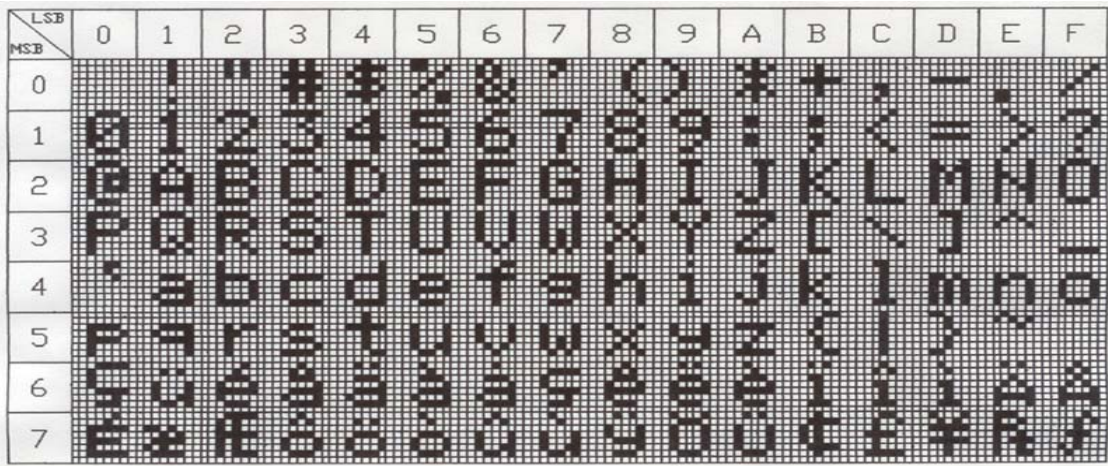 LSB
MSB 0 1 2 3 4 5 6 7 8 9 A B C D E F
0 ! " # $ % & ' ( ) * + , - . /
1 0 1 2 3 4 5 6 7 8 9 : ; < = > ?
2 @ A B C D E F G H I J K L M N O
3 P Q R S T U V W X Y Z [ \ ] ^ _
4 ` a b c d e f g h i j k l m n o
5 p q r s t u v w x y z { | } ~
6 Ç ü é â ä à å ç ê ë è ï î ì Ä Å
7 É æ Æ ô ö ò û ù ÿ Ö Ü ¢ £ ¥ ƒ